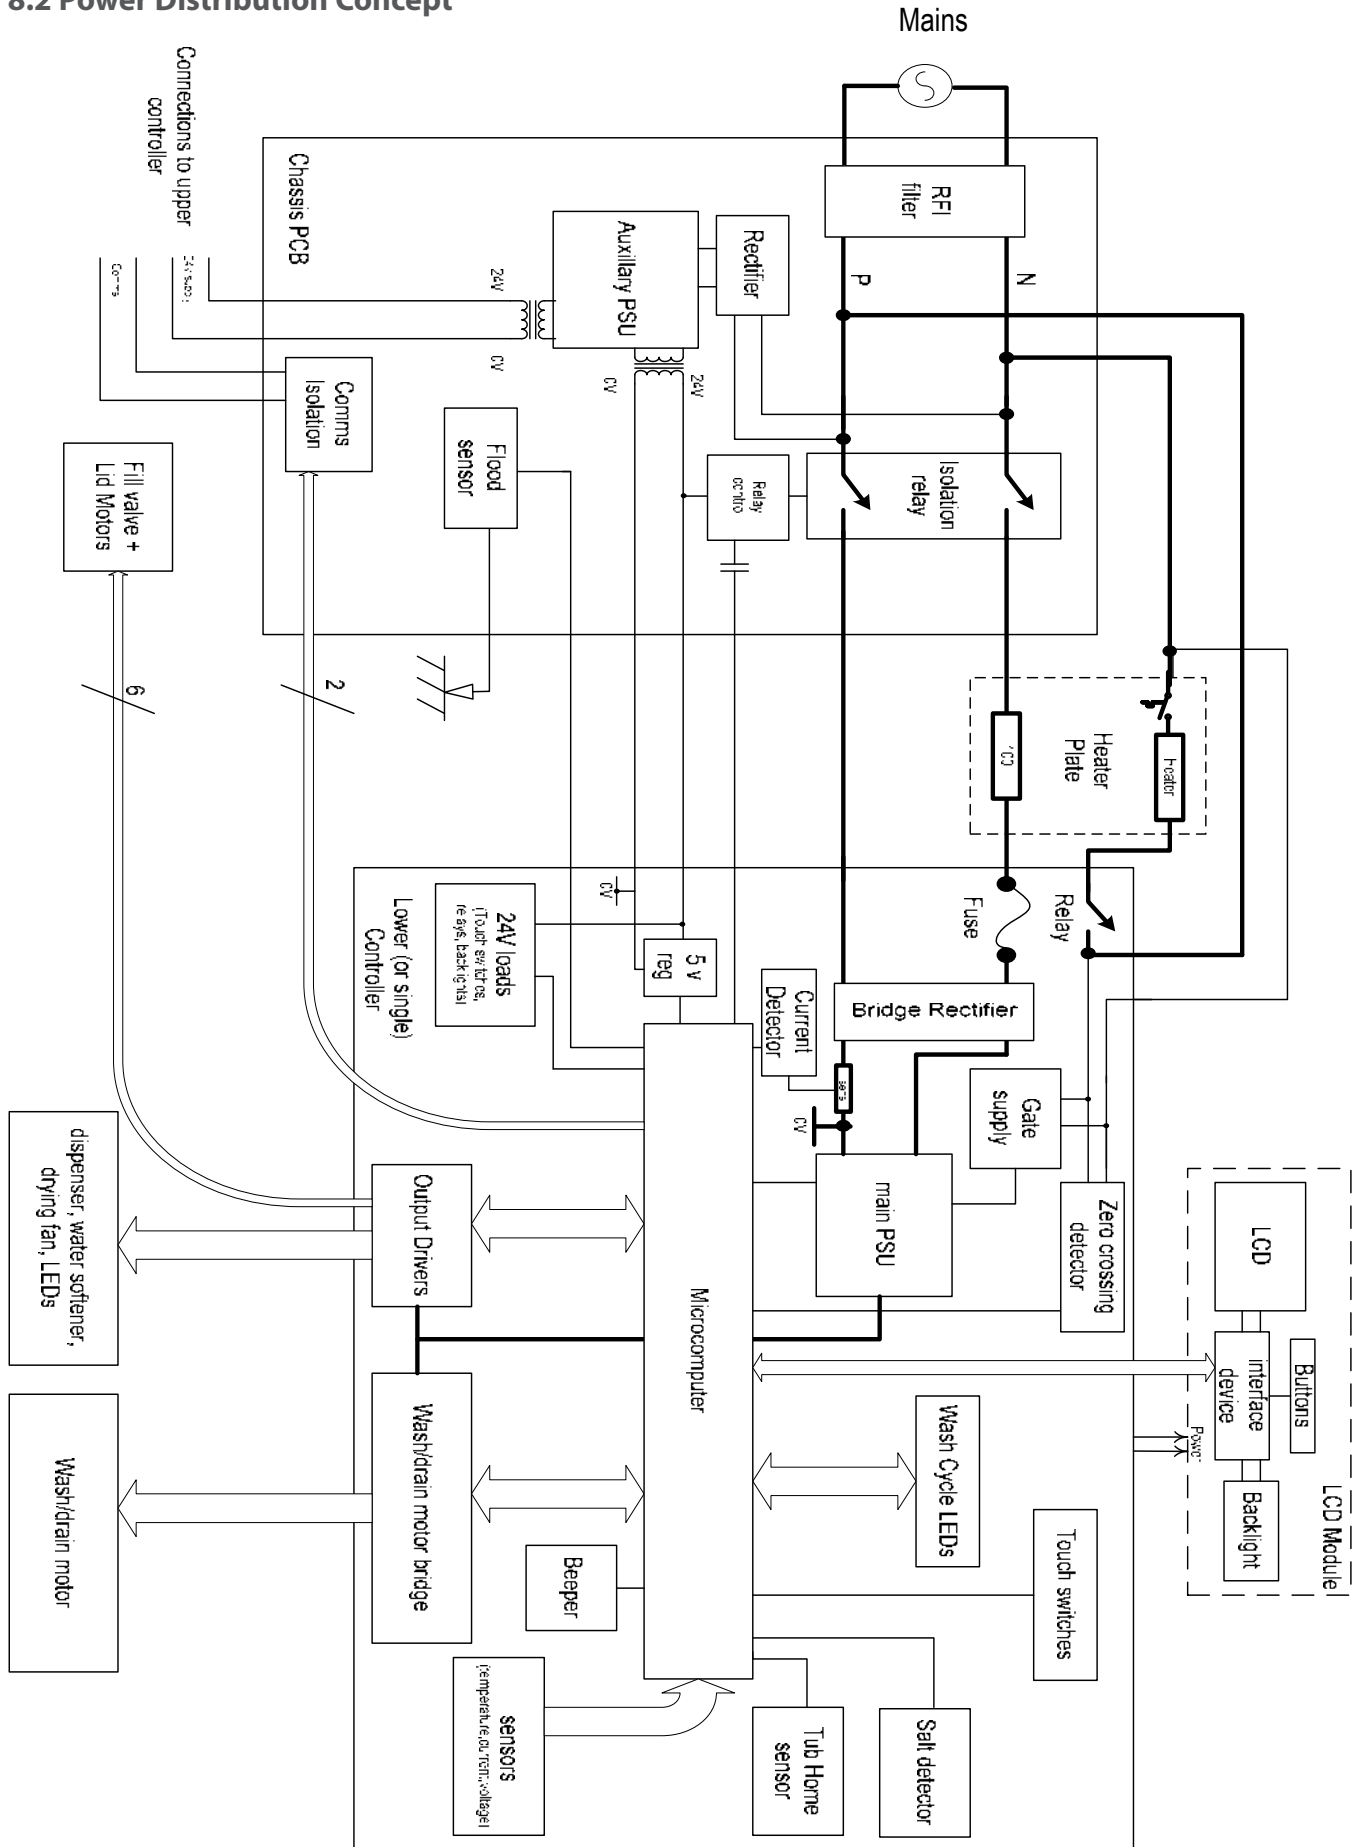 8.2 Power Distribution Concept
Mains
Connections to upper
controller
Chassis PCB
RFI
filter
N
P
Rectifier
Auxillary PSU
24V
24V
Comms
Isolation
Flood
sensor
Relay
Isolation
relay
Fill valve +
Lid Motors
2
6
Heater
Plate
Fuse
Relay
24V loads
Lower (or single)
Controller
5 v
reg
Current
Detector
Bridge Rectifier
Gate
supply
main PSU
Zero crossing
detector
LCD
interface
device
Buttons
Backlight
LCD Module
Output Drivers
Microcomputer
dispenser, water softener,
drying fan, LEDs
Wash/drain motor bridge
Wash/drain motor
Wash Cycle LEDs
Touch switches
Beeper
sensors
Tub Home
sensor
Salt detector